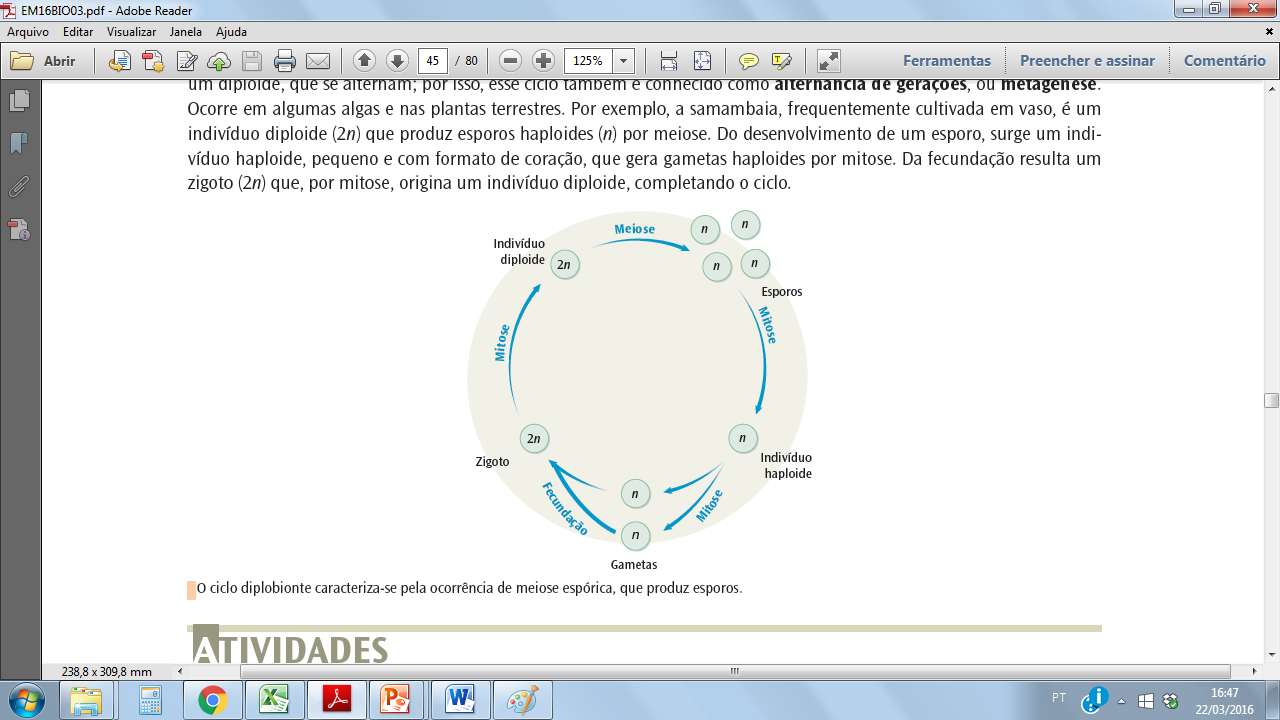 EM16BIO03.pdf - Adobe Reader
Arquivo Editar Visualizar Janela Ajuda
Abrir 45 / 80 125% Ferramentas Preencher e assinar Comentário
um diploide, que se alternam; por isso, esse ciclo também é conhecido como alternância de gerações, ou metagênese.
Ocorre em algumas algas e nas plantas terrestres. Por exemplo, a samambaia, frequentemente cultivada em vaso, é um
indivíduo diploide (2n) que produz esporos haploides (n) por meiose. Do desenvolvimento de um esporo, surge um indi-
víduo haploide, pequeno e com formato de coração, que gera gametas haploides por mitose. Da fecundação resulta um
zigoto (2n) que, por mitose, origina um indivíduo diploide, completando o ciclo.
Meiose
n
n
Indivíduo
diploide
2n
n
n
Esporos
Mitose
Mitose
2n
n
Zigoto
Indivíduo
haploide
n
Fecundação
Mitose
n
Gametas
O ciclo diplobionte caracteriza-se pela ocorrência de meiose espórica, que produz esporos.
ATIVIDADES
238,8 x 309,8 mm
PT
16:47
22/03/2016